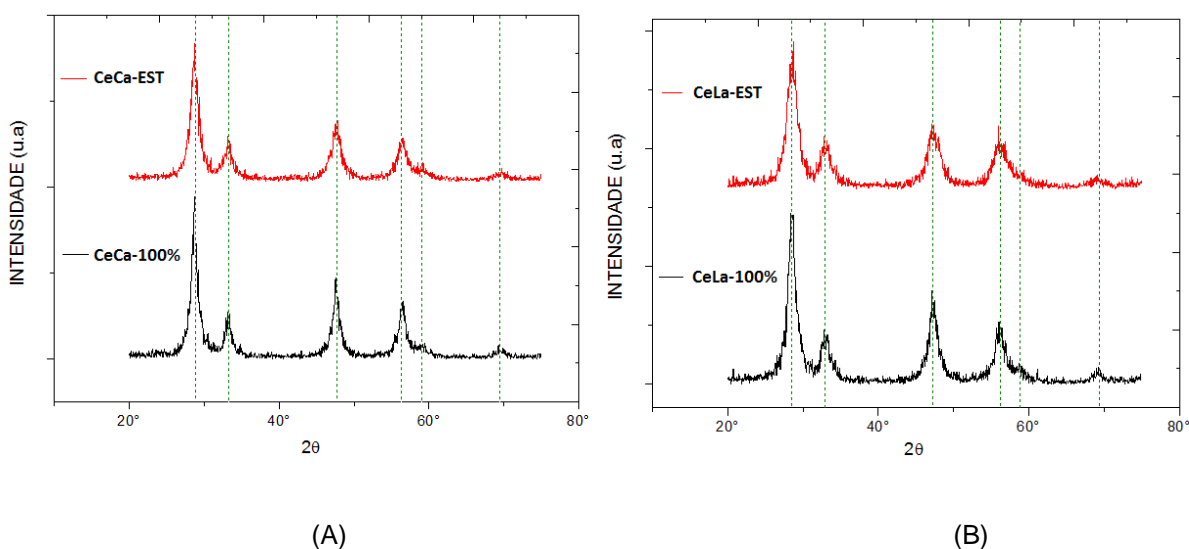 INTENSIDADE (u.a)
CeCa-EST
CeCa-100%
20° 40° 60° 80°
2θ
(A)
INTENSIDADE (u.a)
CeLa-EST
CeLa-100%
20° 40° 60° 80°
2θ
(B)